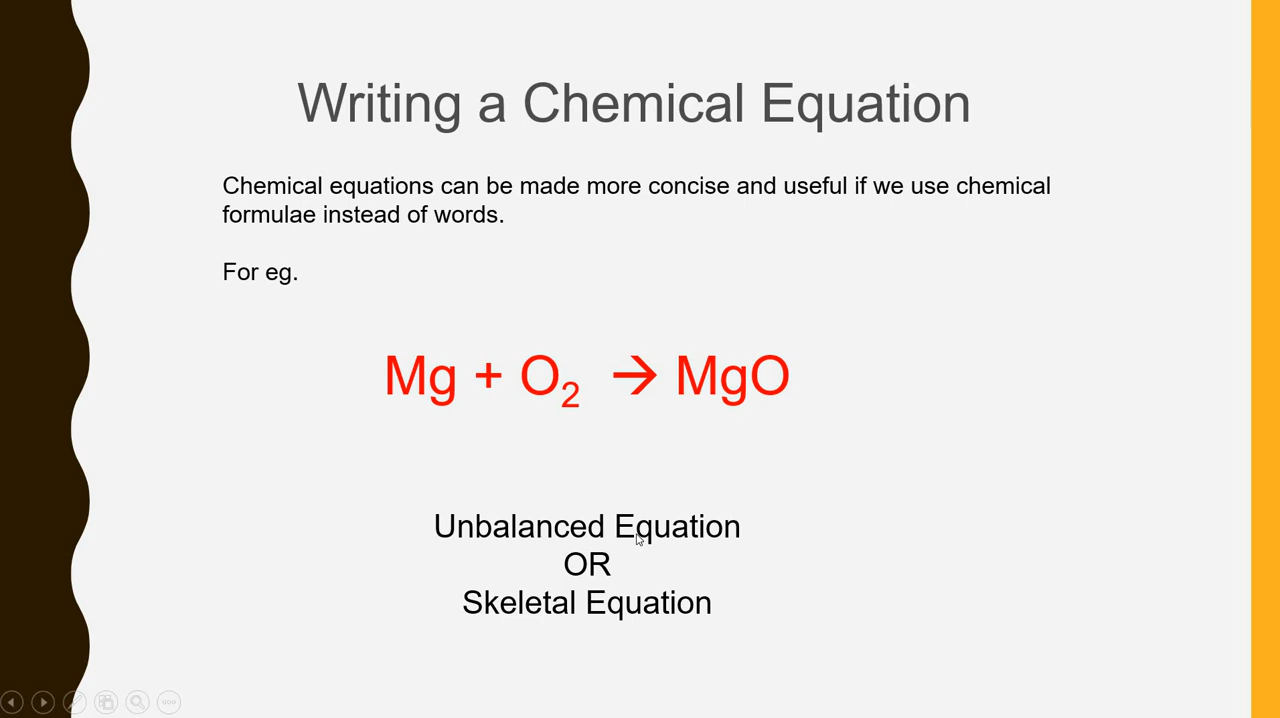 Writing a Chemical Equation
Chemical equations can be made more concise and useful if we use chemical
formulae instead of words.
For eg.
Mg + O₂ → MgO
Unbalanced Equation
OR
Skeletal Equation